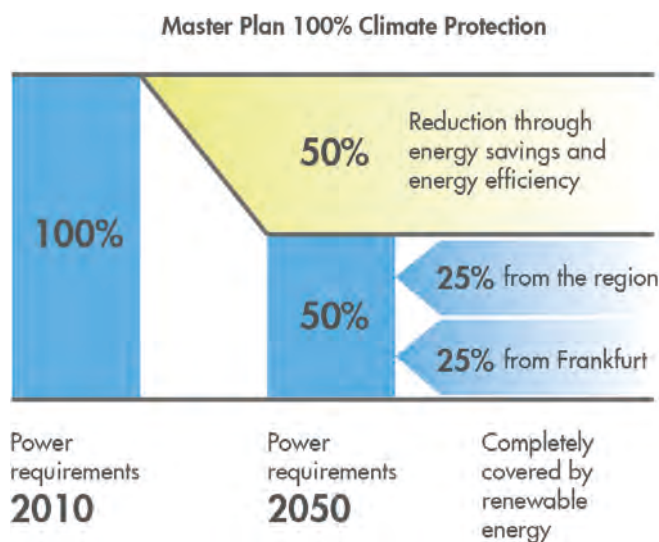 Master Plan 100% Climate Protection
50%
Reduction through
energy savings and
energy efficiency
100%
50%
25% from the region
25% from Frankfurt
Power
requirements
2010
Power
requirements
2050
Completely
covered by
renewable
energy